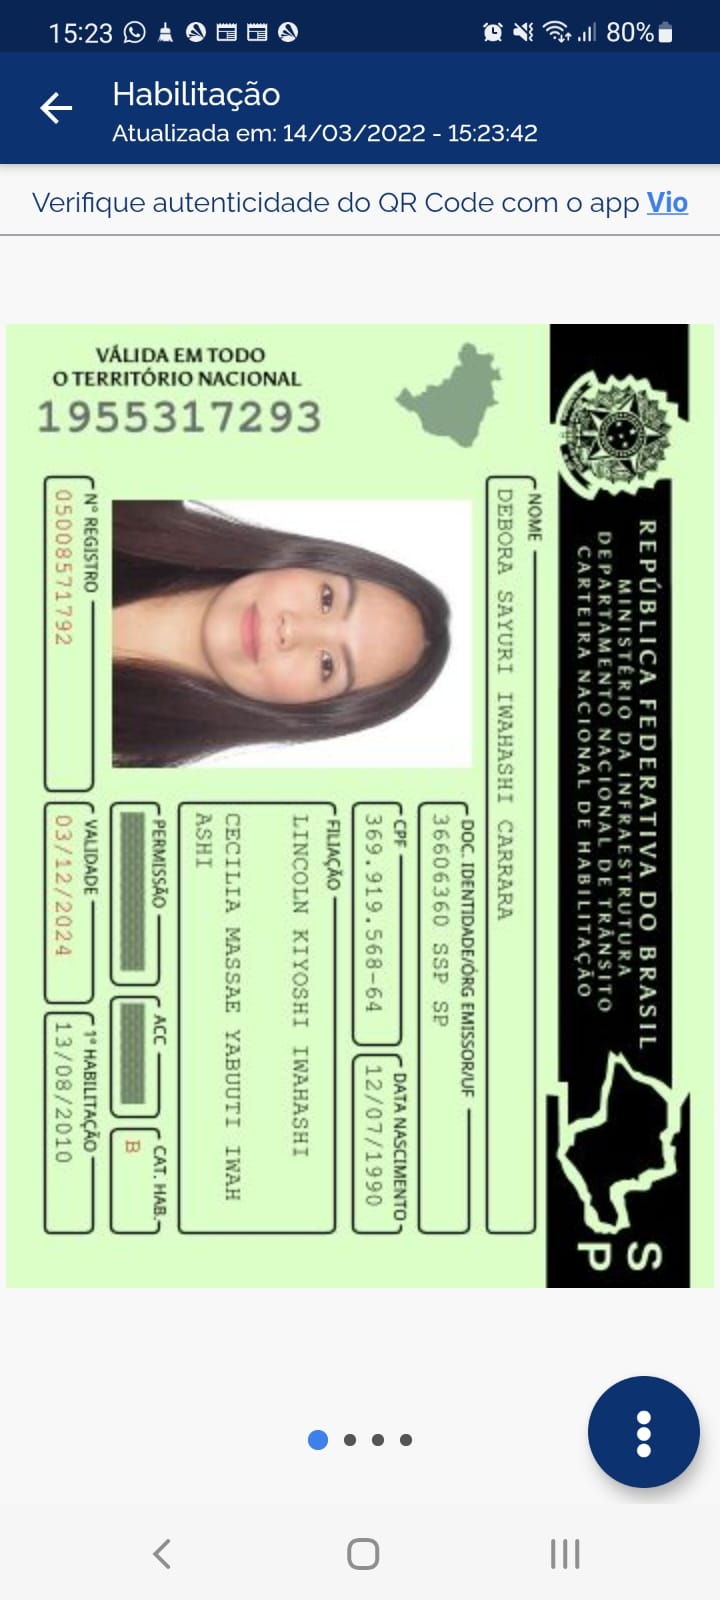 15:23
80%
Habilitação
Atualizada em: 14/03/2022 - 15:23:42
Verifique autenticidade do QR Code com o app Vio
REPÚBLICA FEDERATIVA DO BRASIL
MINISTÉRIO DA INFRAESTRUTURA
DEPARTAMENTO NACIONAL DE TRÂNSITO
CARTEIRA NACIONAL DE HABILITAÇÃO
SP
VÁLIDA EM TODO
O TERRITÓRIO NACIONAL
1955317293
NOME
DEBORA SAYURI IWAHASHI CARRARA
DOC. IDENTIDADE/ÓRG EMISSOR/UF
36606360 SSP SP
CPF
369.919.568-64
DATA NASCIMENTO
12/07/1990
FILIAÇÃO
LINCOLN KIYOSHI IWAHASHI
CECILIA MASSAE YABUUTI IWAH
ASHI
PERMISSÃO
ACC
CAT. HAB.
B
Nº REGISTRO
05008571792
VALIDADE
03/12/2024
1ª HABILITAÇÃO
13/08/2010